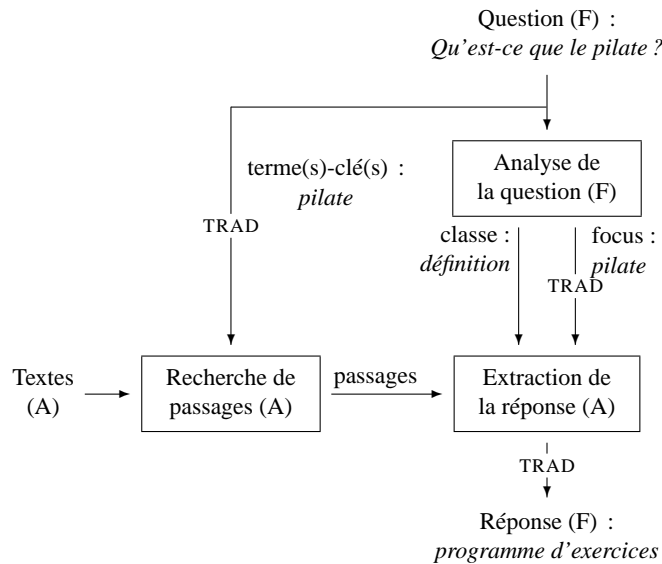 Question (F) :
Qu'est-ce que le pilate ?
Analyse de
la question (F)
terme(s)-clé(s) :
pilate
TRAD
classe :
définition
focus :
pilate
TRAD
Textes
(A)
Recherche de
passages (A)
passages
Extraction de
la réponse (A)
TRAD
Réponse (F) :
programme d'exercices